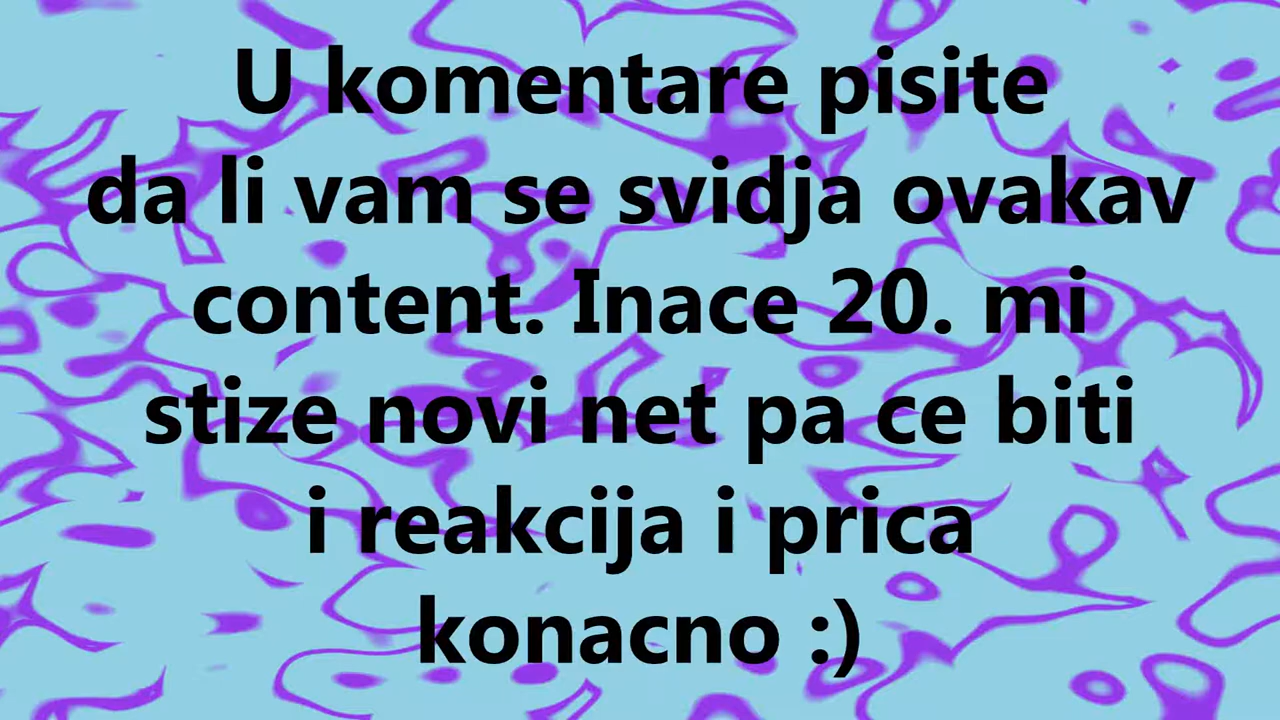 U komentare pisite
da li vam se svidja ovakav
content. Inace 20. mi
stize novi net pa ce biti
i reakcija i prica
konacno :)